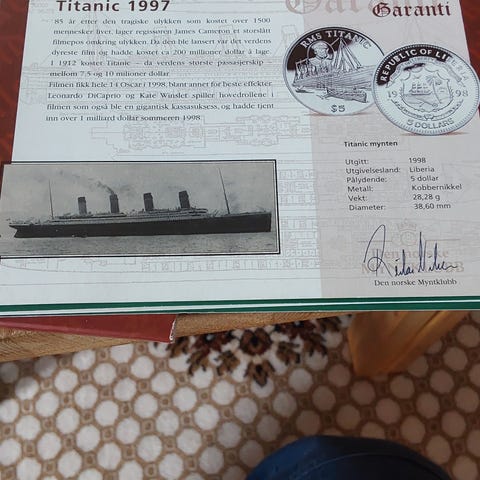 Titanic 1997
Garanti
Garanti
85 år etter den tragiske ulykken som kostet over 1500
mennesker livet, lager regissøren James Cameron et storslått
filmepos omkring ulykken. Da den ble lansert var det verdens
dyreste film og hadde kostet ca 200 millioner dollar å lage.
I 1912 kostet Titanic – da verdens største passasjerskip –
mellom 7,5 og 10 milioner dollar.
Filmen fikk hele 14 Oscar i 1998, blant annet for beste effekter.
Leonardo DiCaprio og Kate Winslet spiller hovedrollene i
filmen som også ble en gigantisk kassasuksess, og hadde tjent
inn over 1 milliard dollar sommeren 1998.
RMS TITANIC
$5
REPUBLIC OF LIBERIA
1998
5 DOLLARS
Titanic mynten
Utgitt: 1998
Utgivelsesland: Liberia
Pålydende: 5 dollar
Metall: Kobbernikkel
Vekt: 28,28 g
Diameter: 38,60 mm
Den norske
MYNTKLUBB
Den norske Myntklubb